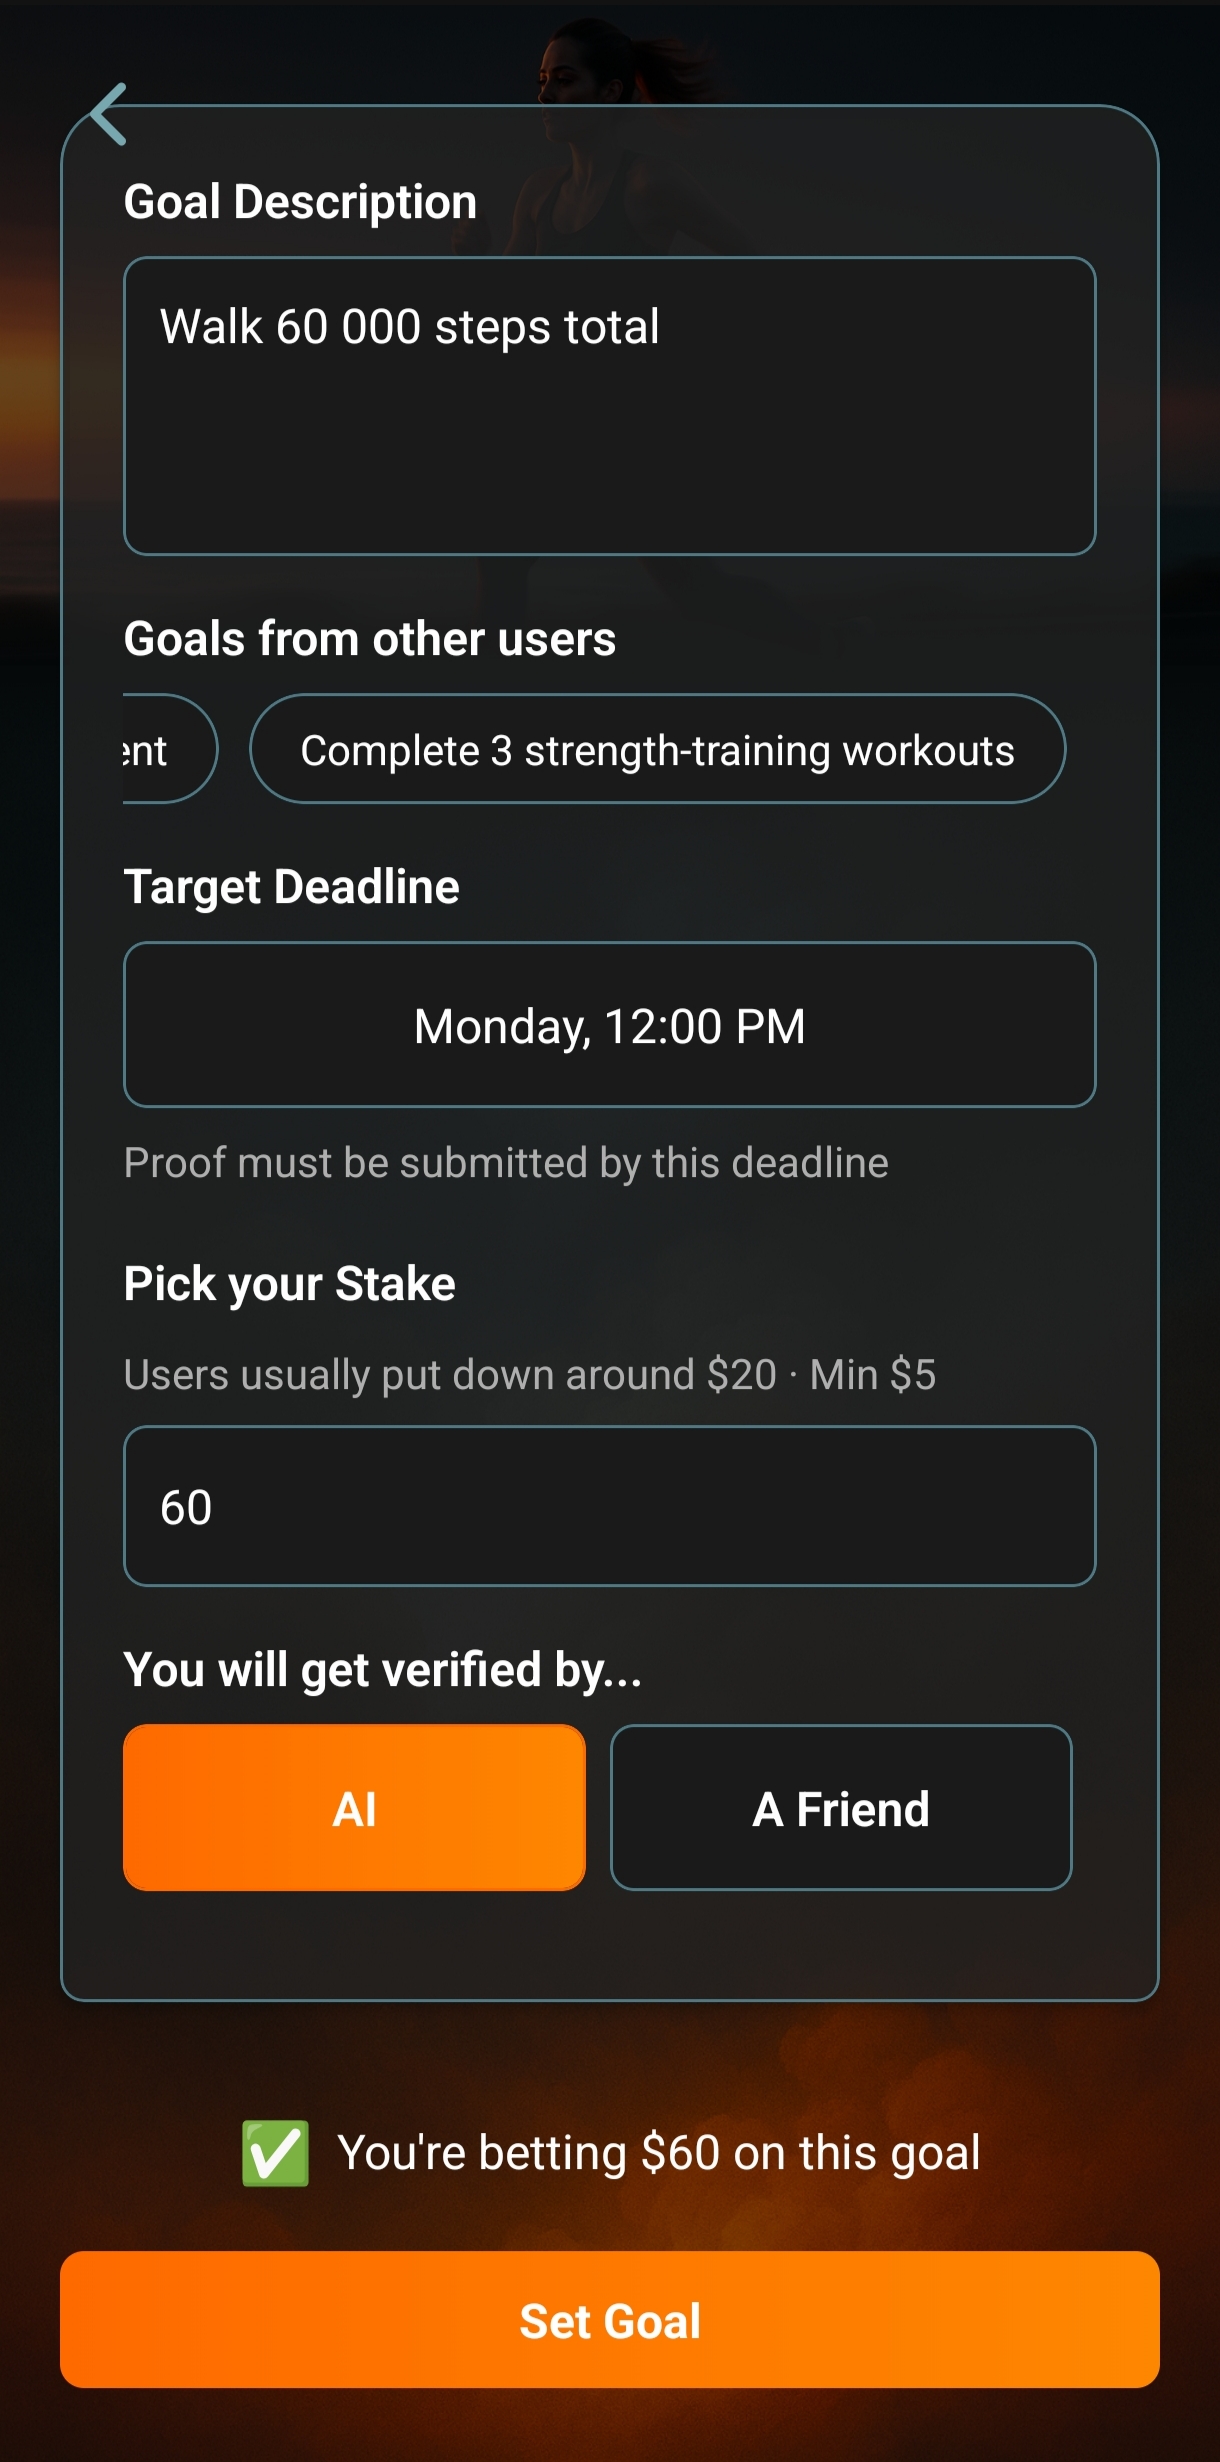 Goal Description
Walk 60 000 steps total
Goals from other users
ent
Complete 3 strength-training workouts
Target Deadline
Monday, 12:00 PM
Proof must be submitted by this deadline
Pick your Stake
Users usually put down around $20 · Min $5
60
You will get verified by...
AI
A Friend
✅ You're betting $60 on this goal
Set Goal